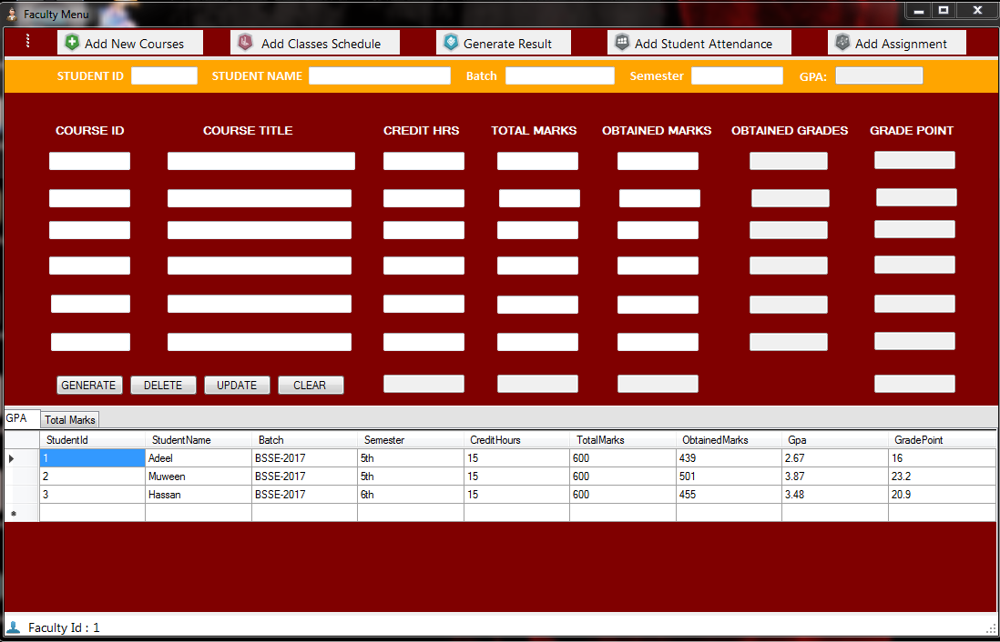 Faculty Menu
Add New Courses Add Classes Schedule Generate Result Add Student Attendance Add Assignment
STUDENT ID STUDENT NAME Batch Semester GPA:
COURSE ID COURSE TITLE CREDIT HRS TOTAL MARKS OBTAINED MARKS OBTAINED GRADES GRADE POINT
GENERATE DELETE UPDATE CLEAR
GPA Total Marks
StudentId StudentName Batch Semester CreditHours TotalMarks ObtainedMarks Gpa GradePoint
1 Adeel BSSE-2017 5th 15 600 439 2.67 16
2 Muween BSSE-2017 5th 15 600 501 3.87 23.2
3 Hassan BSSE-2017 6th 15 600 455 3.48 20.9
Faculty Id : 1